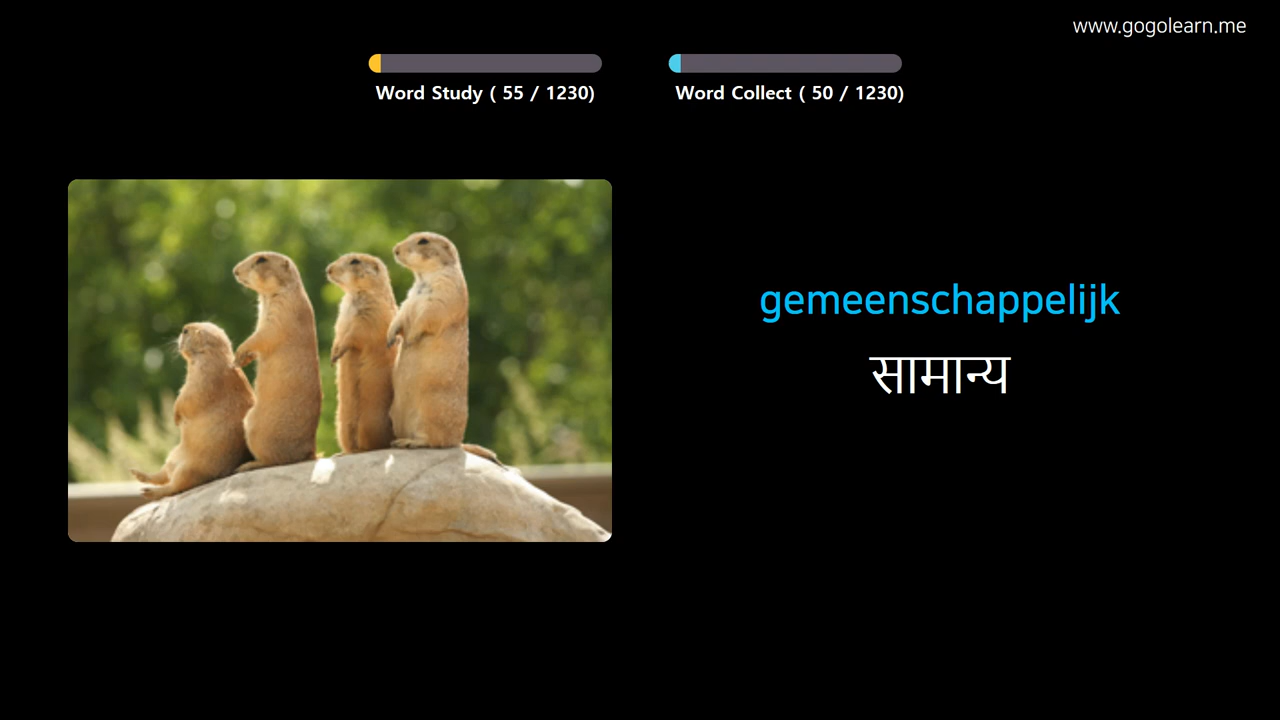 www.gogolearn.me
Word Study ( 55 / 1230)
Word Collect ( 50 / 1230)
gemeenschappelijk
सामान्य